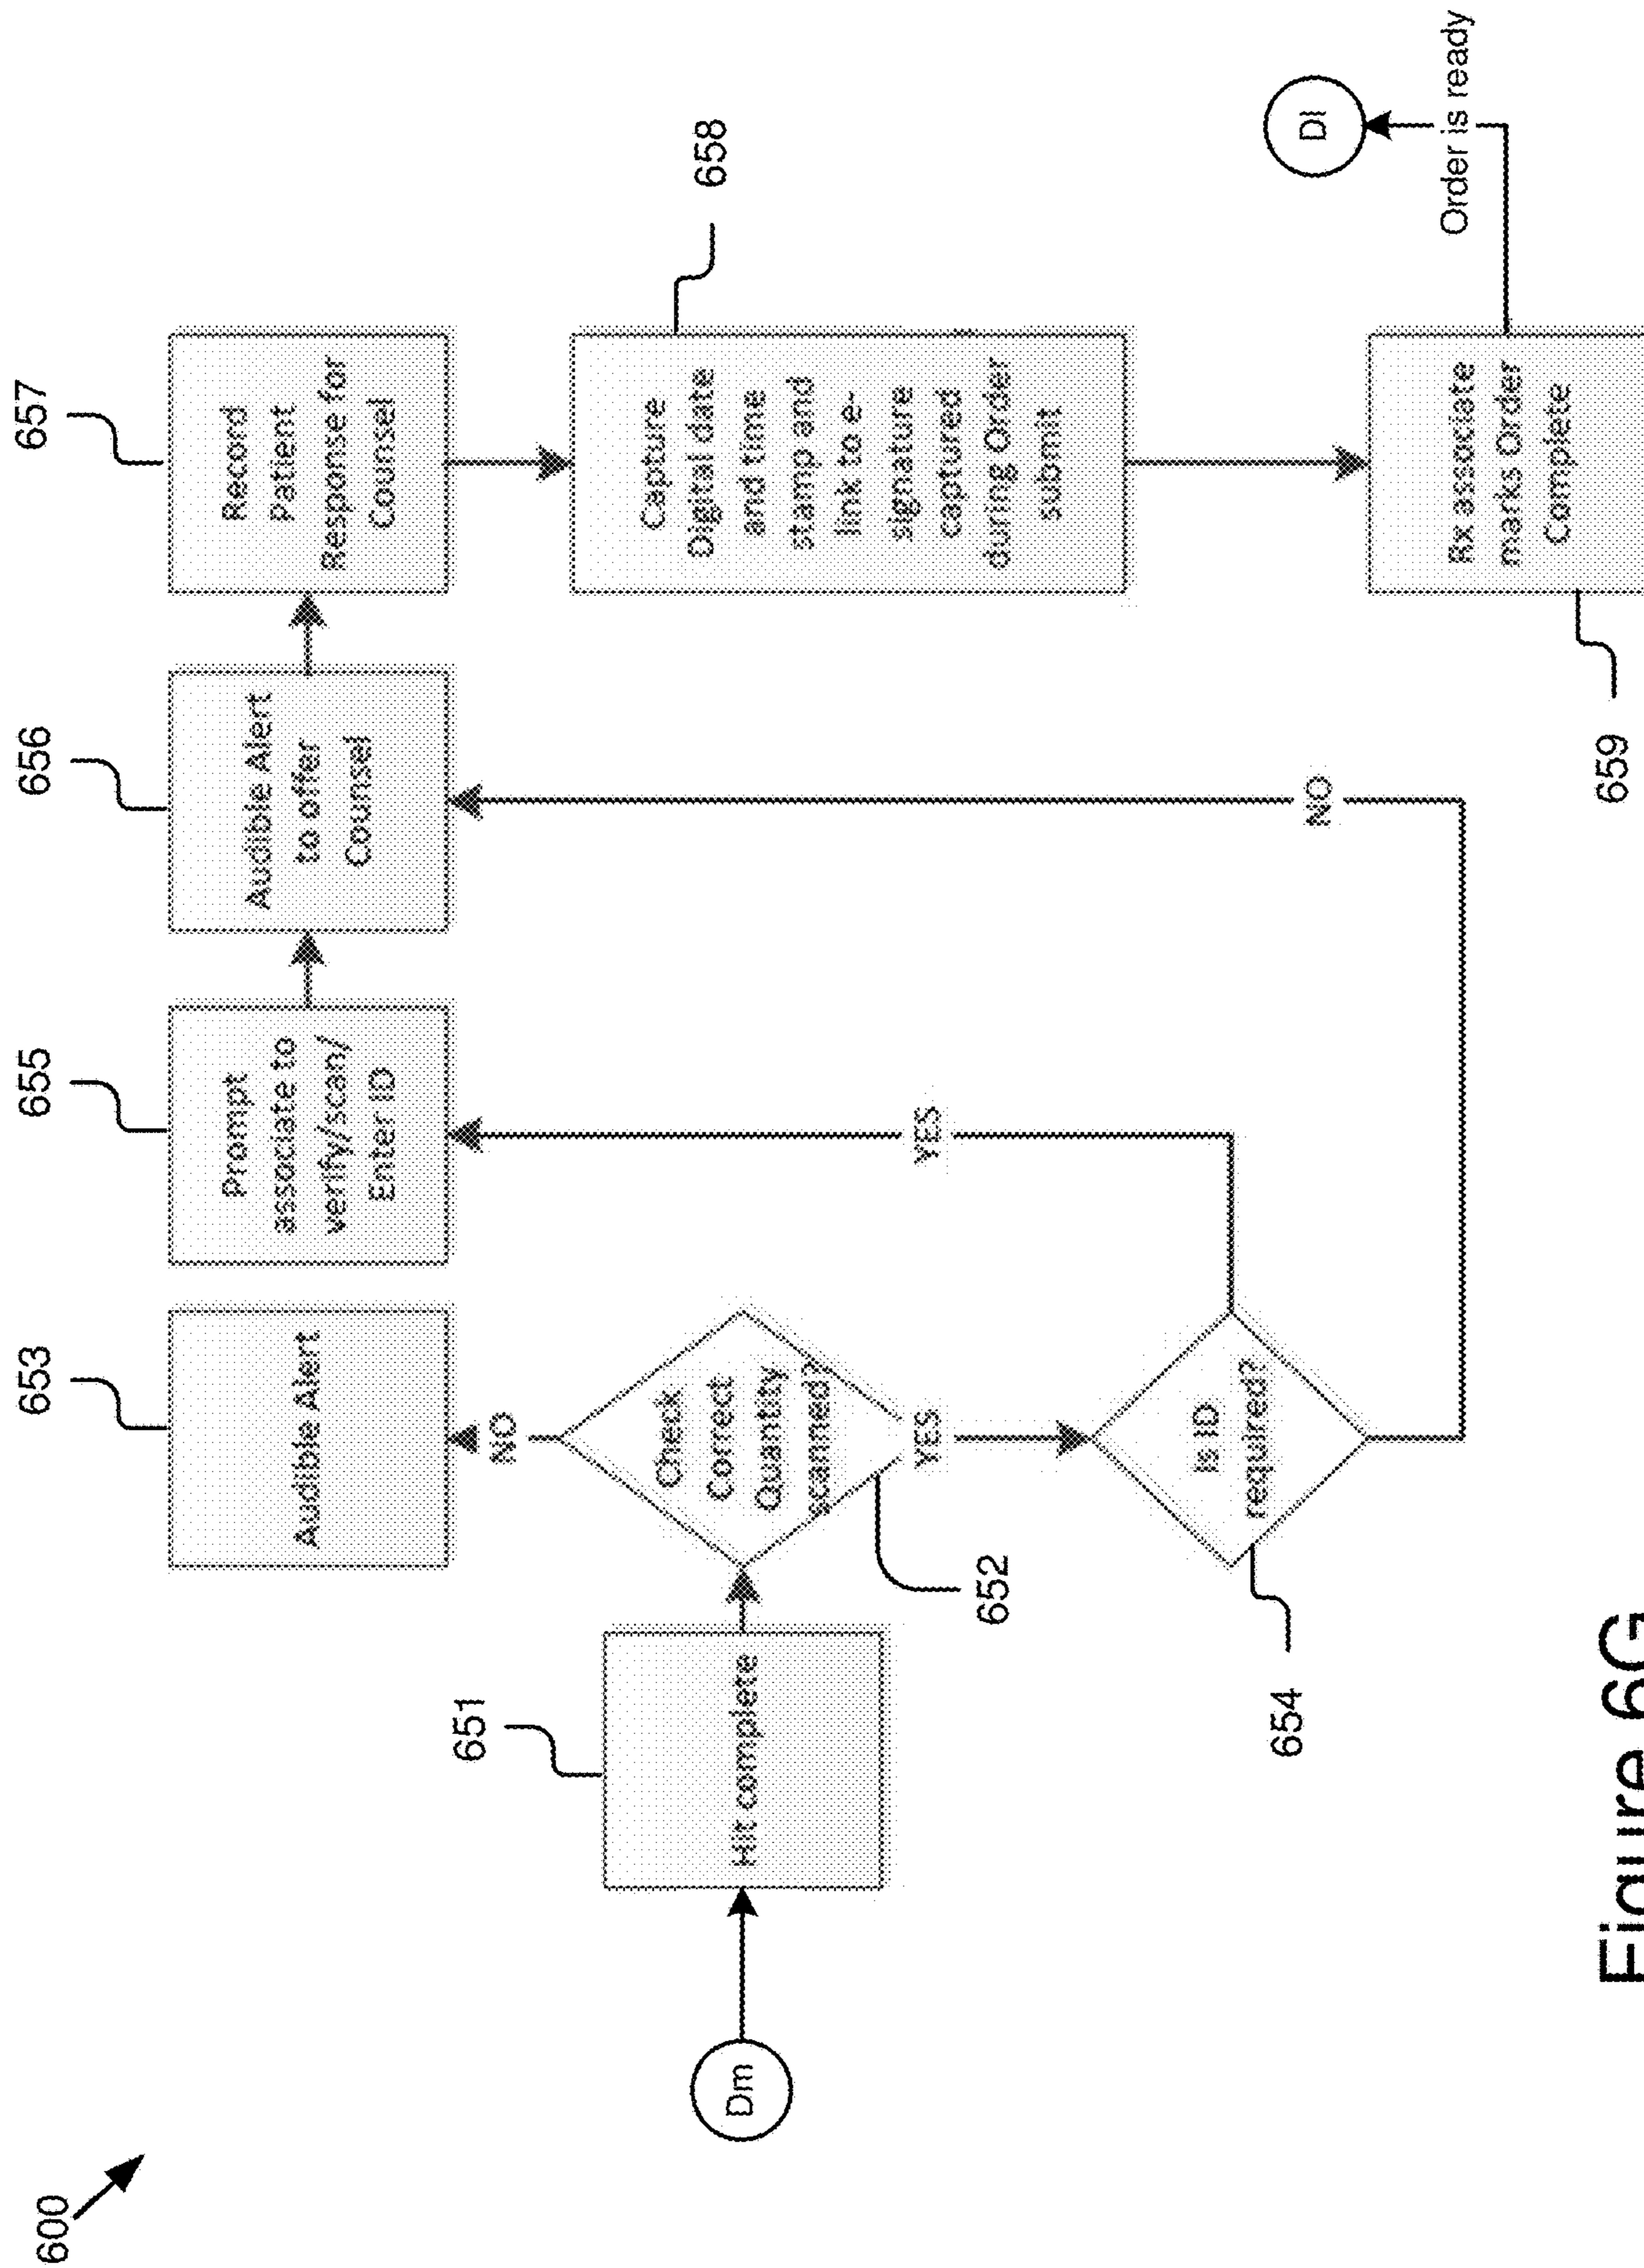 600
Dm
651
Hit complete
652
Check
Correct
Quantity
scanned?
NO
653
Audible Alert
YES
654
Is ID
required?
YES
655
Prompt
associate to
verify/scan/
Enter ID
NO
656
Audible Alert
to offer
Counsel
657
Record
Patient
Response for
Counsel
658
Capture
Digital date
and time
stamp and
link to e-
signature
captured
during Order
submit
659
Rx associate
marks Order
Complete
Order is ready
DI
Figure 6G